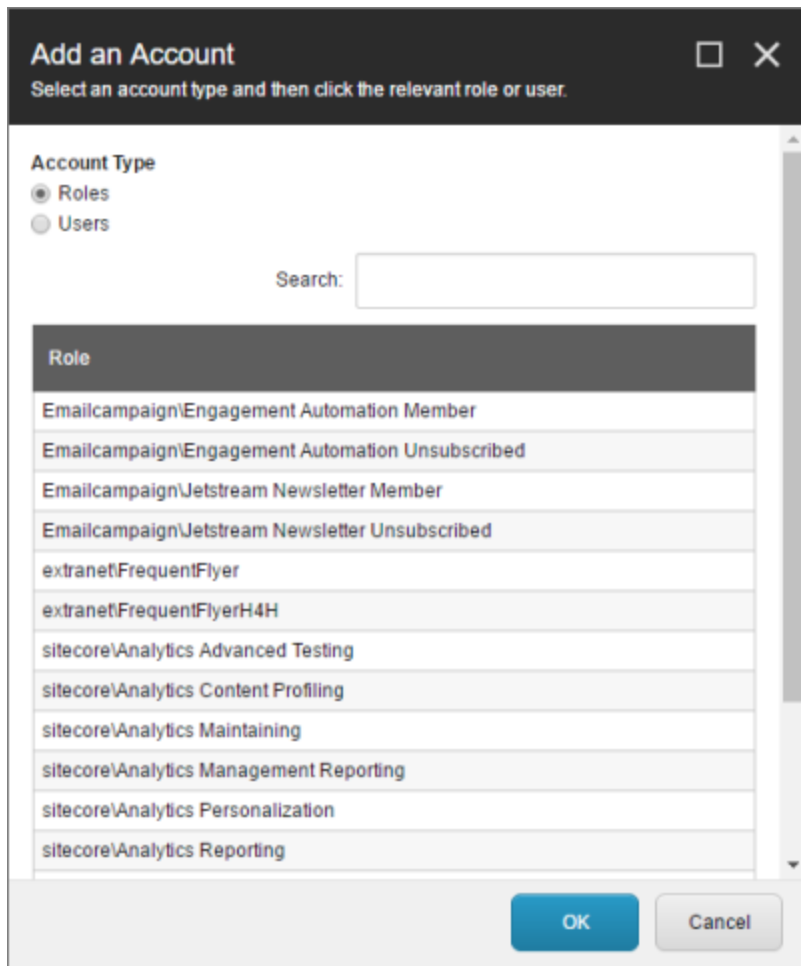 Add an Account
Select an account type and then click the relevant role or user.
Account Type
Roles
Users
Search:
Role
Emailcampaign\Engagement Automation Member
Emailcampaign\Engagement Automation Unsubscribed
Emailcampaign\Jetstream Newsletter Member
Emailcampaign\Jetstream Newsletter Unsubscribed
extranet\FrequentFlyer
extranet\FrequentFlyerH4H
sitecore\Analytics Advanced Testing
sitecore\Analytics Content Profiling
sitecore\Analytics Maintaining
sitecore\Analytics Management Reporting
sitecore\Analytics Personalization
sitecore\Analytics Reporting
OK
Cancel